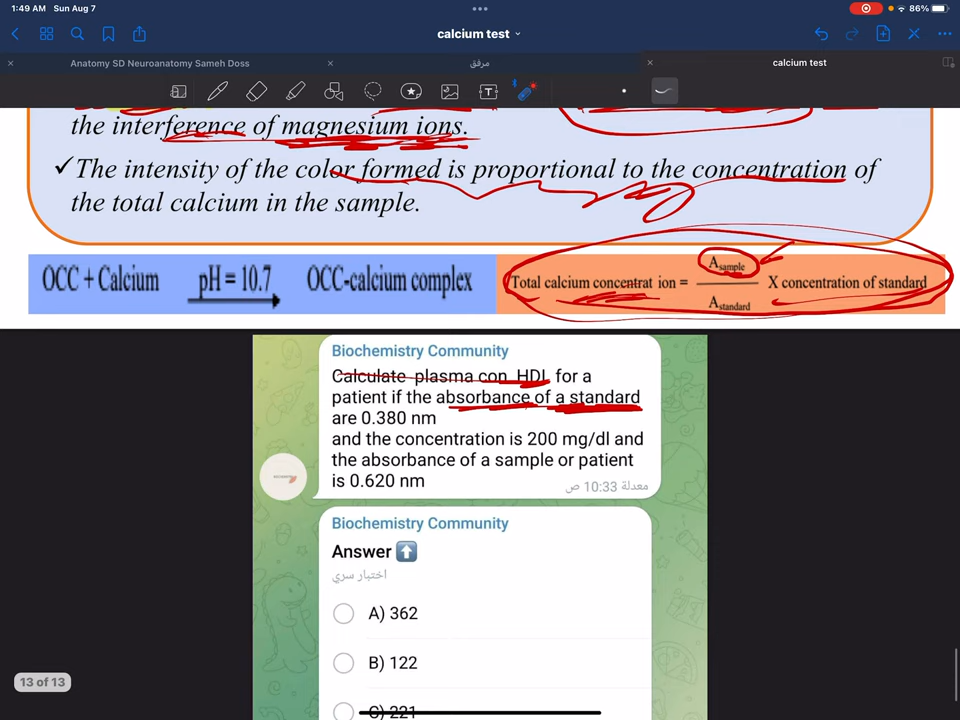 1:49 AM Sun Aug 7
86%
calcium test
Anatomy SD Neuroanatomy Sameh Doss
مرفق
calcium test
the interference of magnesium ions.
✓The intensity of the color formed is proportional to the concentration of
the total calcium in the sample.
OCC + Calcium pH = 10.7 OCC-calcium complex
Total calcium concentrat ion = A sample / A standard X concentration of standard
Biochemistry Community
Calculate plasma con HDL for a
patient if the absorbance of a standard
are 0.380 nm
and the concentration is 200 mg/dl and
the absorbance of a sample or patient
is 0.620 nm
معدلة 10:33 ص
Biochemistry Community
Answer ⬆️
اختبار سري
A) 362
B) 122
C) 221
13 of 13